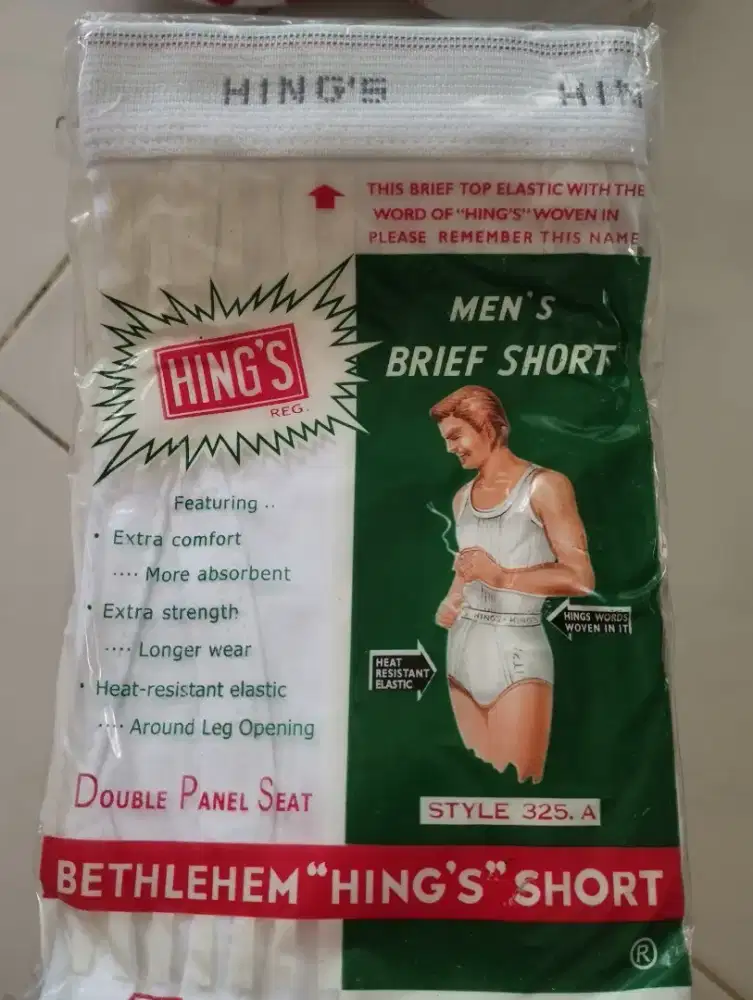 HING'S HIN
THIS BRIEF TOP ELASTIC WITH THE
WORD OF "HING'S" WOVEN IN
PLEASE REMEMBER THIS NAME
HING'S
REG.
Featuring ..
• Extra comfort
.... More absorbent
• Extra strength
.... Longer wear
• Heat-resistant elastic
.... Around Leg Opening
DOUBLE PANEL SEAT
MEN'S
BRIEF SHORT
HINGS WORDS
WOVEN IN IT
HEAT
RESISTANT
ELASTIC
STYLE 325. A
BETHLEHEM "HING'S" SHORT
®